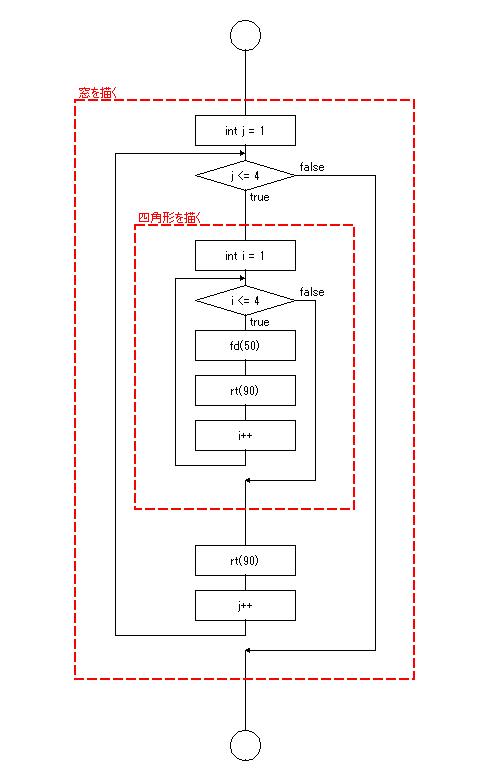 窓を描く
int j = 1
j <= 4
false
true
四角形を描く
int i = 1
i <= 4
false
true
fd(50)
rt(90)
i++
rt(90)
j++